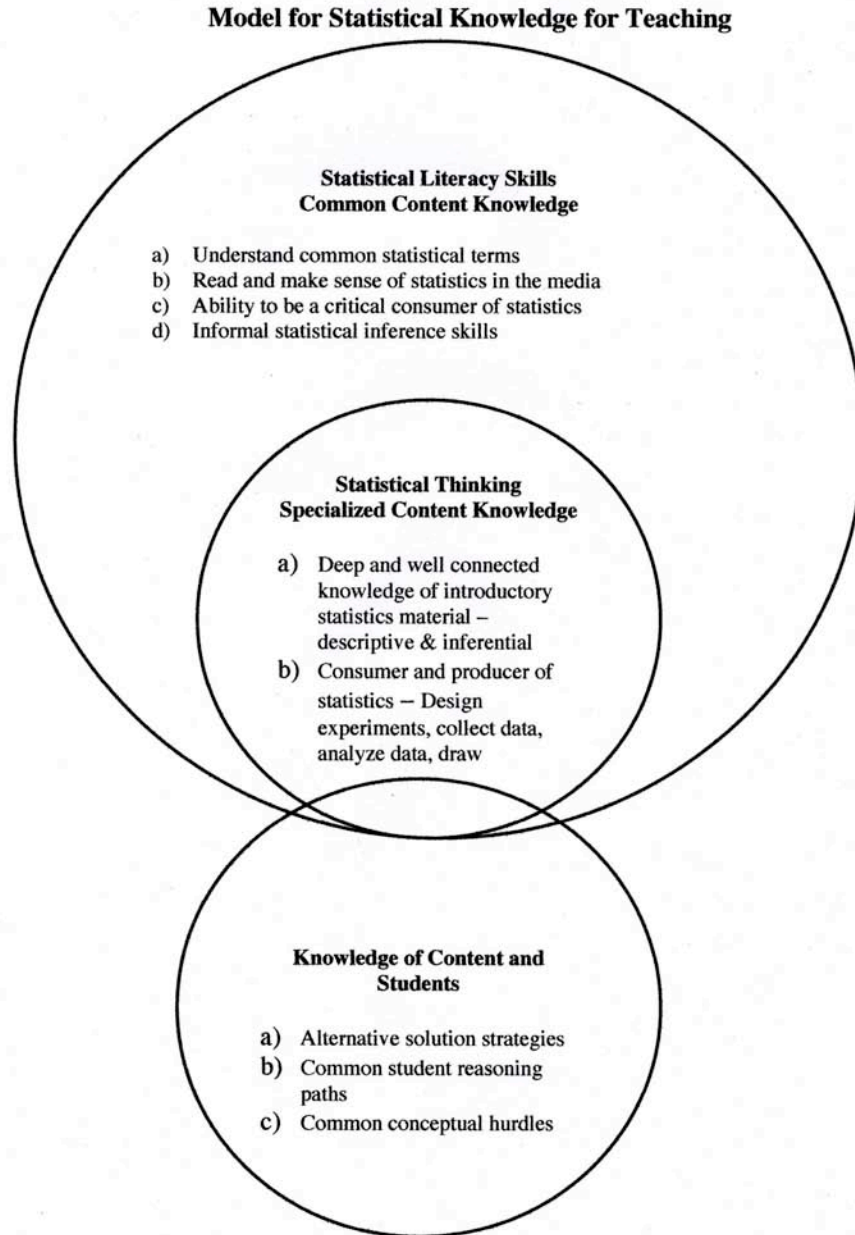 Model for Statistical Knowledge for Teaching
Statistical Literacy Skills
Common Content Knowledge
a) Understand common statistical terms
b) Read and make sense of statistics in the media
c) Ability to be a critical consumer of statistics
d) Informal statistical inference skills
Statistical Thinking
Specialized Content Knowledge
a) Deep and well connected
knowledge of introductory
statistics material –
descriptive & inferential
b) Consumer and producer of
statistics – Design
experiments, collect data,
analyze data, draw
Knowledge of Content and
Students
a) Alternative solution strategies
b) Common student reasoning
paths
c) Common conceptual hurdles